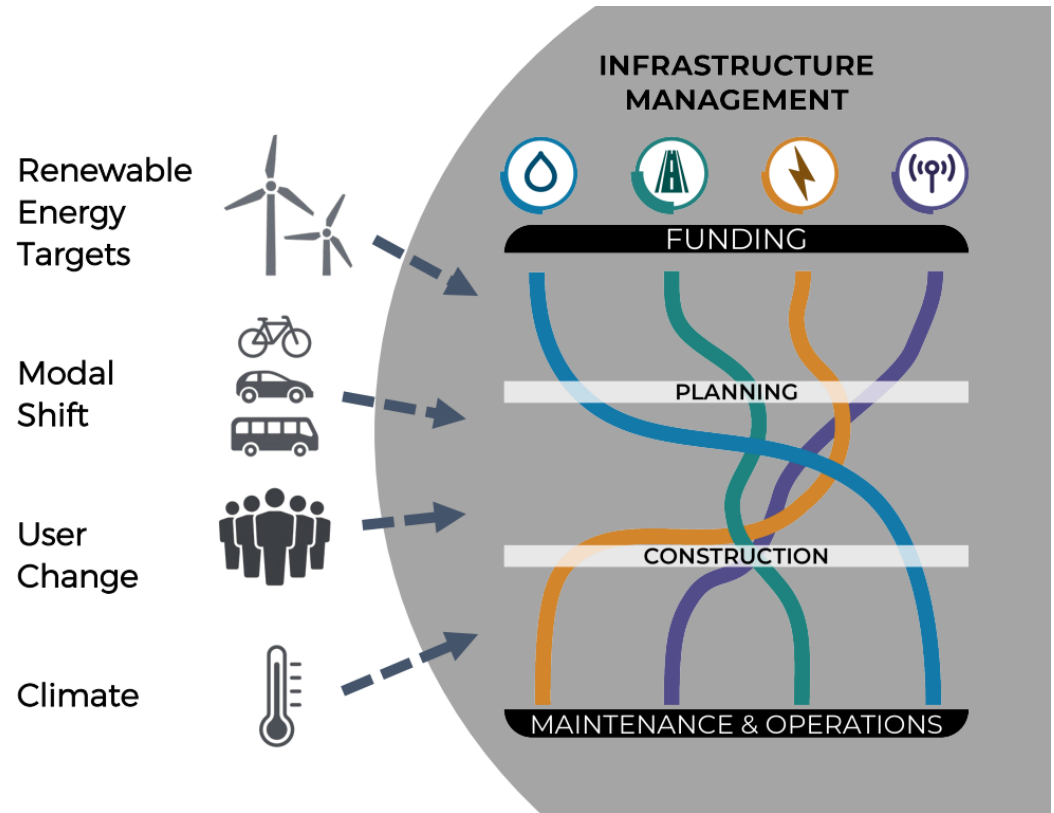 INFRASTRUCTURE
MANAGEMENT
Renewable
Energy
Targets
FUNDING
Modal
Shift
PLANNING
User
Change
CONSTRUCTION
Climate
MAINTENANCE & OPERATIONS